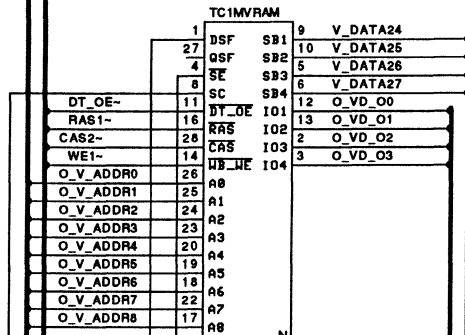 TC1MVRAM
1 DSF SB1 9 V_DATA24
27 QSF SB2 10 V_DATA25
4 SE SB3 5 V_DATA26
8 SC SB4 6 V_DATA27
DT_OE~ 11 DT_OE IO1 12 O_VD_O0
RAS1~ 16 RAS IO2 13 O_VD_O1
CAS2~ 28 CAS IO3 2 O_VD_O2
WE1~ 14 WB_WE IO4 3 O_VD_O3
O_V_ADDR0 26 A0
O_V_ADDR1 25 A1
O_V_ADDR2 24 A2
O_V_ADDR3 23 A3
O_V_ADDR4 20 A4
O_V_ADDR5 19 A5
O_V_ADDR6 18 A6
O_V_ADDR7 22 A7
O_V_ADDR8 17 A8